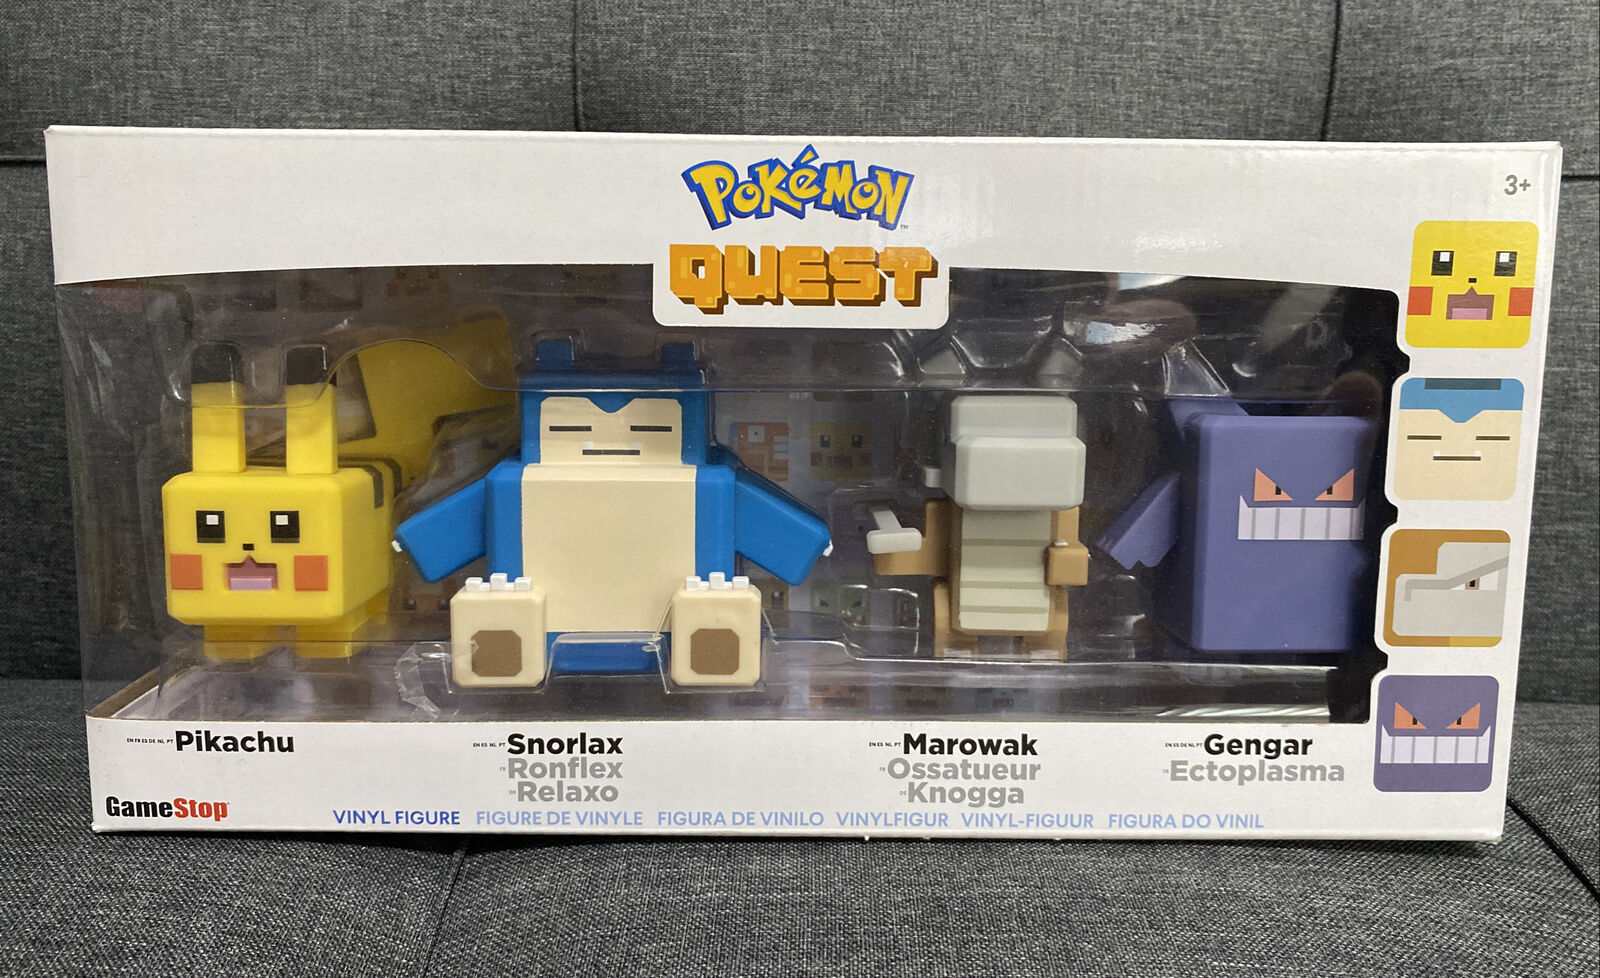 POKéMON™
QUEST
3+
EN FR ES DE NL PT Pikachu
EN ES NL PT Snorlax
FR Ronflex
DE Relaxo
EN ES NL PT Marowak
FR Ossatueur
DE Knogga
EN ES DE NL PT Gengar
FR Ectoplasma
GameStop
VINYL FIGURE FIGURE DE VINYLE FIGURA DE VINILO VINYLFIGUR VINYL-FIGUUR FIGURA DO VINIL